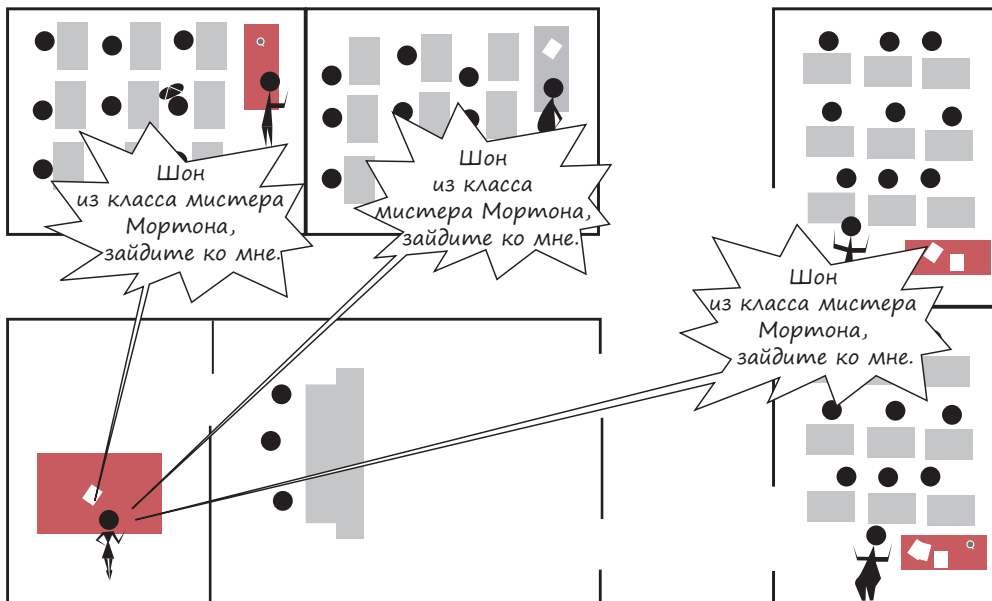 Шон
из класса мистера
Мортона,
зайдите ко мне.
Шон
из класса
мистера Мортона,
зайдите ко мне.
Шон
из класса мистера
Мортона,
зайдите ко мне.